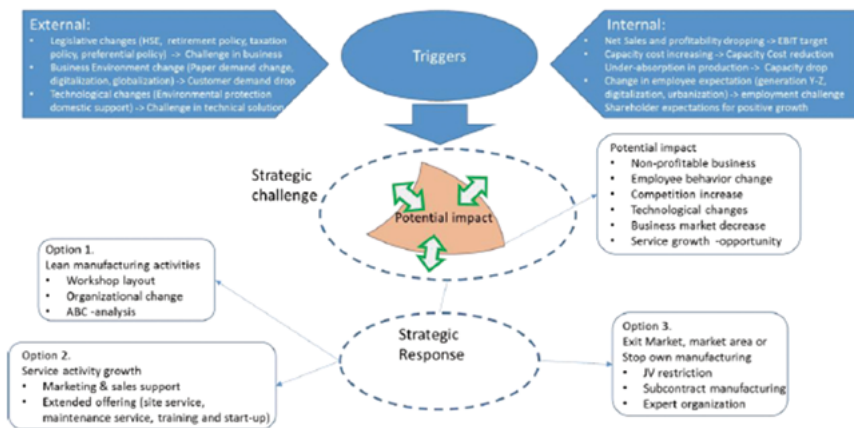 External:
• Legislative changes (HSE, retirement policy, taxation
policy, preferential policy) -> Challenge in business
• Business Environment change (Paper demand change,
digitalization, globalization) -> Customer demand drop
• Technological changes (Environmental protection
domestic support) -> Challenge in technical solution
Triggers
Internal:
• Net Sales and profitability dropping -> EBIT target
• Capacity cost increasing -> Capacity Cost reduction
Under-absorption in production -> Capacity drop
• Change in employee expectation (generation Y-Z,
digitalization, urbanization) -> employment challenge
Shareholder expectations for positive growth
Strategic
challenge
Potential impact
Potential impact
• Non-profitable business
• Employee behavior change
• Competition increase
• Technological changes
• Business market decrease
• Service growth -opportunity
Option 1.
Lean manufacturing activities
• Workshop layout
• Organizational change
• ABC -analysis
Option 2.
Service activity growth
• Marketing & sales support
• Extended offering (site service,
maintenance service, training and start-up)
Strategic
Response
Option 3.
Exit Market, market area or
Stop own manufacturing
• JV restriction
• Subcontract manufacturing
• Expert organization